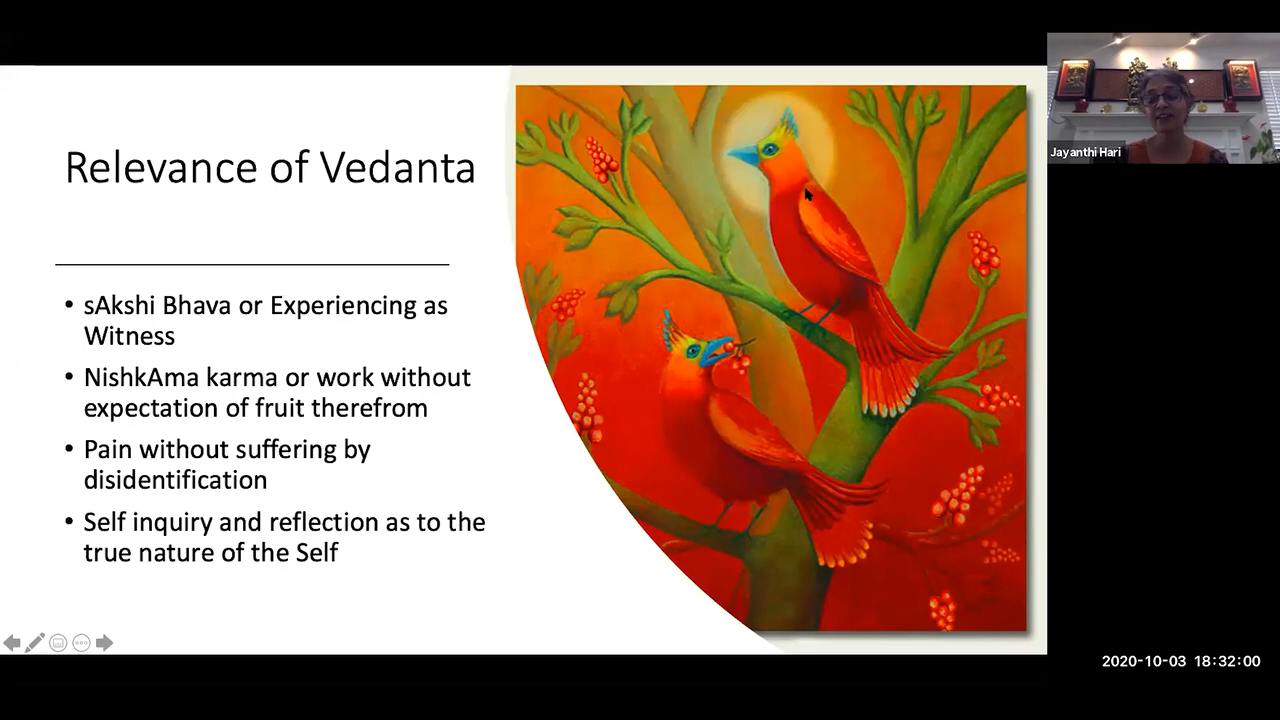 Relevance of Vedanta
• sAkshi Bhava or Experiencing as
Witness
• NishkAma karma or work without
expectation of fruit therefrom
• Pain without suffering by
disidentification
• Self inquiry and reflection as to the
true nature of the Self
Jayanthi Hari
2020-10-03 18:32:00